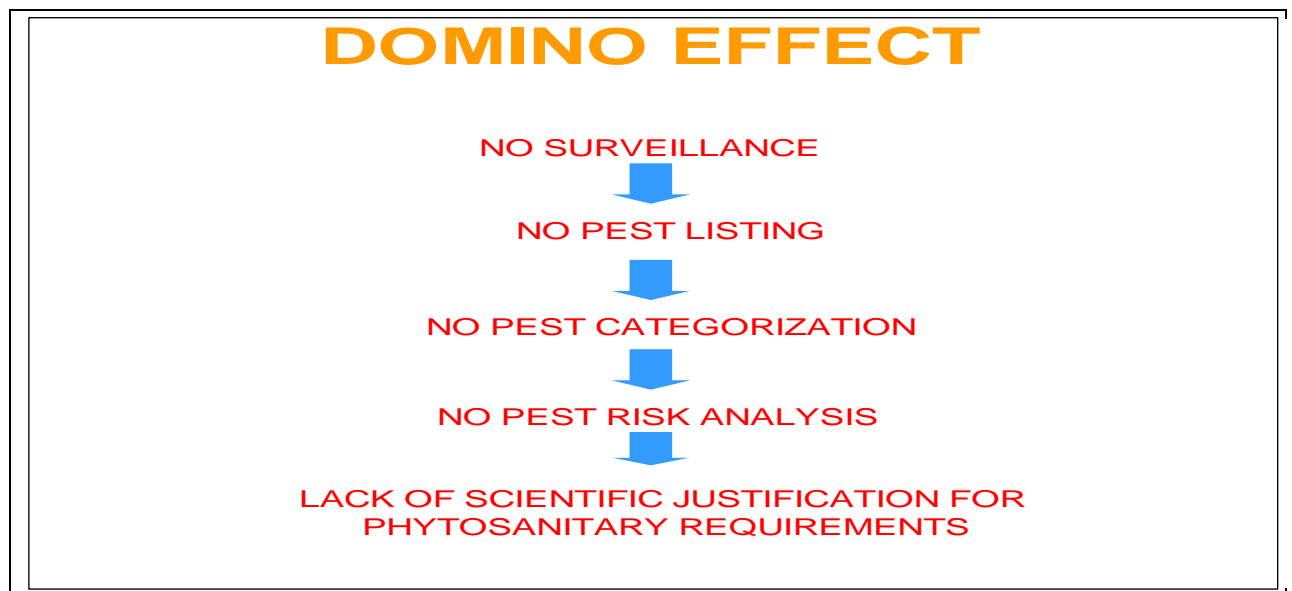 DOMINO EFFECT
NO SURVEILLANCE
NO PEST LISTING
NO PEST CATEGORIZATION
NO PEST RISK ANALYSIS
LACK OF SCIENTIFIC JUSTIFICATION FOR
PHYTOSANITARY REQUIREMENTS